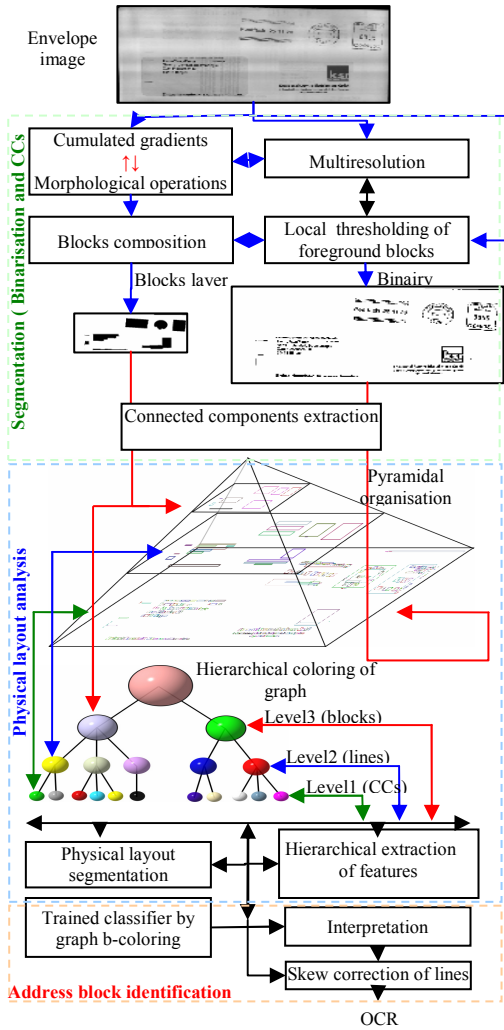 Envelope
image
Cumulated gradients
↑↓
Morphological operations
Multiresolution
Blocks composition
Local thresholding of
foreground blocks
Blocks laver
Binairy
Segmentation ( Binarisation and CCs
Connected components extraction
Pyramidal
organisation
Physical layout analysis
Hierarchical coloring of
graph
Level3 (blocks)
Level2 (lines)
Level1 (CCs)
Physical layout
segmentation
Hierarchical extraction
of features
Trained classifier by
graph b-coloring
Interpretation
Skew correction of lines
Address block identification
OCR